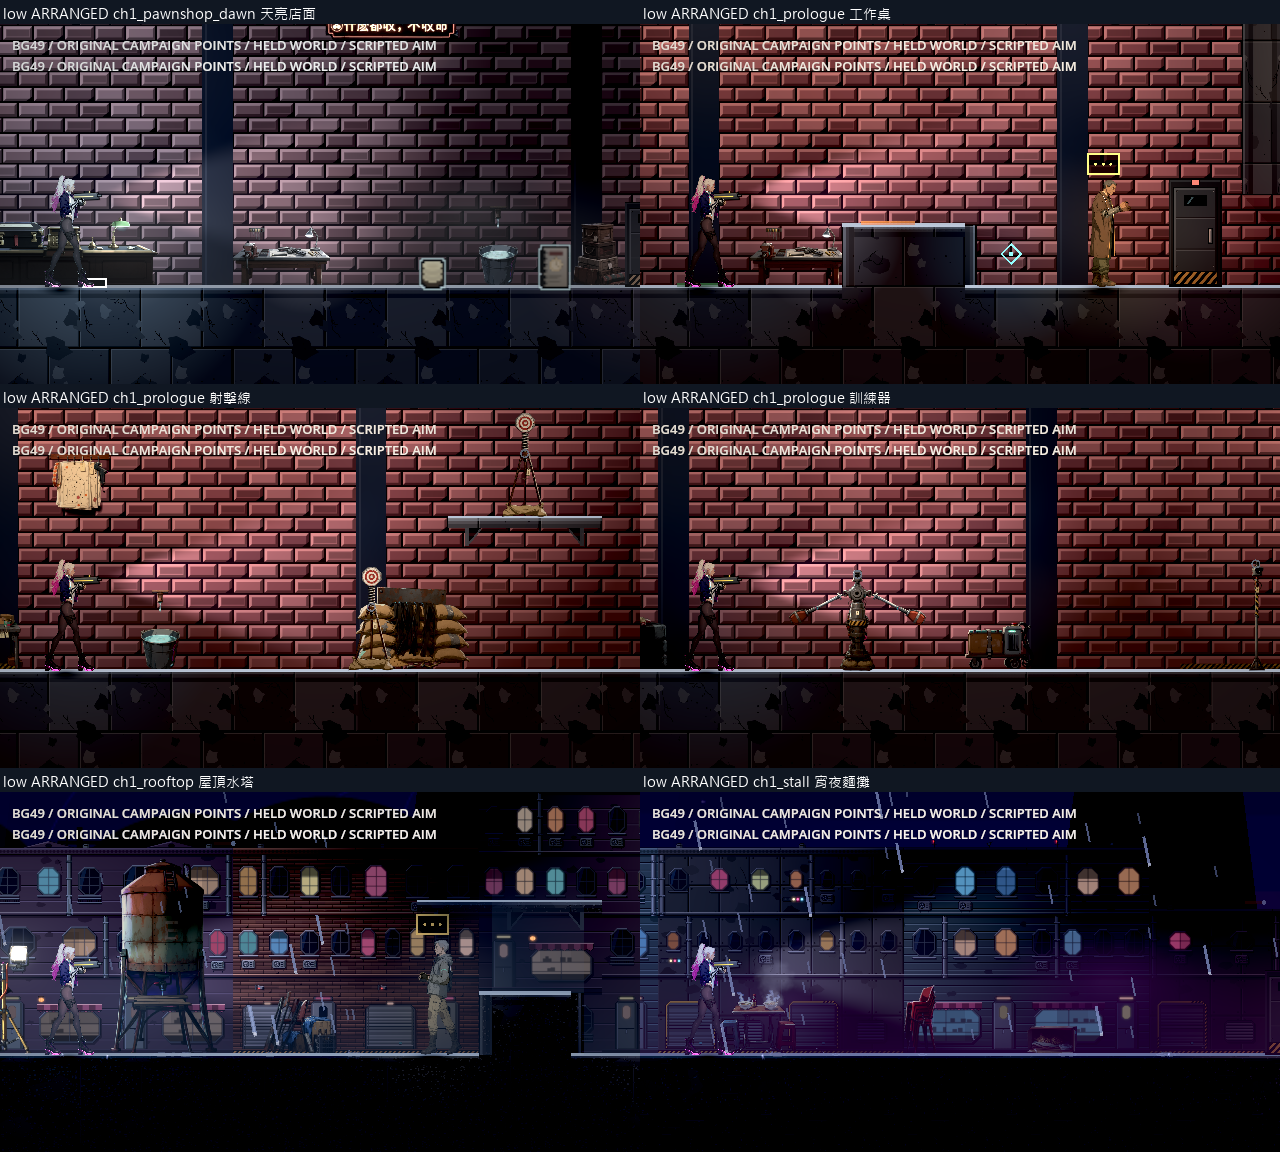 low ARRANGED ch1_pawnshop_dawn 天亮店面
什麼都收，不收命
BG49 / ORIGINAL CAMPAIGN POINTS / HELD WORLD / SCRIPTED AIM
BG49 / ORIGINAL CAMPAIGN POINTS / HELD WORLD / SCRIPTED AIM
low ARRANGED ch1_prologue 工作桌
BG49 / ORIGINAL CAMPAIGN POINTS / HELD WORLD / SCRIPTED AIM
BG49 / ORIGINAL CAMPAIGN POINTS / HELD WORLD / SCRIPTED AIM
...
low ARRANGED ch1_prologue 射擊線
BG49 / ORIGINAL CAMPAIGN POINTS / HELD WORLD / SCRIPTED AIM
BG49 / ORIGINAL CAMPAIGN POINTS / HELD WORLD / SCRIPTED AIM
low ARRANGED ch1_prologue 訓練器
BG49 / ORIGINAL CAMPAIGN POINTS / HELD WORLD / SCRIPTED AIM
BG49 / ORIGINAL CAMPAIGN POINTS / HELD WORLD / SCRIPTED AIM
low ARRANGED ch1_rooftop 屋頂水塔
BG49 / ORIGINAL CAMPAIGN POINTS / HELD WORLD / SCRIPTED AIM
BG49 / ORIGINAL CAMPAIGN POINTS / HELD WORLD / SCRIPTED AIM
...
low ARRANGED ch1_stall 宵夜麵攤
BG49 / ORIGINAL CAMPAIGN POINTS / HELD WORLD / SCRIPTED AIM
BG49 / ORIGINAL CAMPAIGN POINTS / HELD WORLD / SCRIPTED AIM